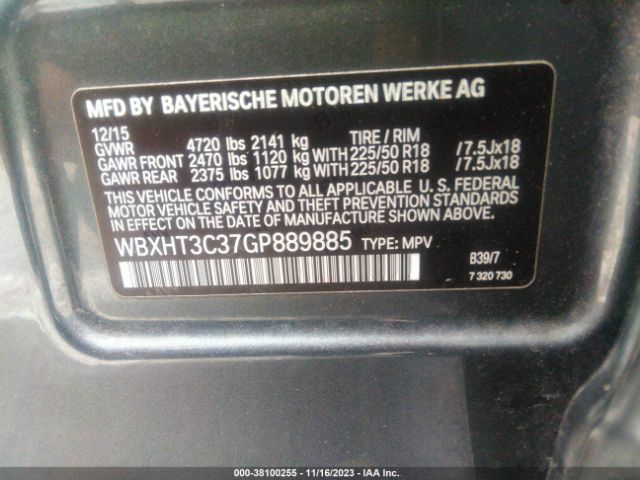 MFD BY BAYERISCHE MOTOREN WERKE AG
12/15
GVWR 4720 lbs 2141 kg TIRE / RIM
GAWR FRONT 2470 lbs 1120 kg WITH 225/50 R18 /7.5Jx18
GAWR REAR 2375 lbs 1077 kg WITH 225/50 R18 /7.5Jx18
THIS VEHICLE CONFORMS TO ALL APPLICABLE U. S. FEDERAL
MOTOR VEHICLE SAFETY AND THEFT PREVENTION STANDARDS
IN EFFECT ON THE DATE OF MANUFACTURE SHOWN ABOVE.
WBXHT3C37GP889885 TYPE: MPV
B39/7
7 320 730
000-38100255 - 11/16/2023 - IAA Inc.